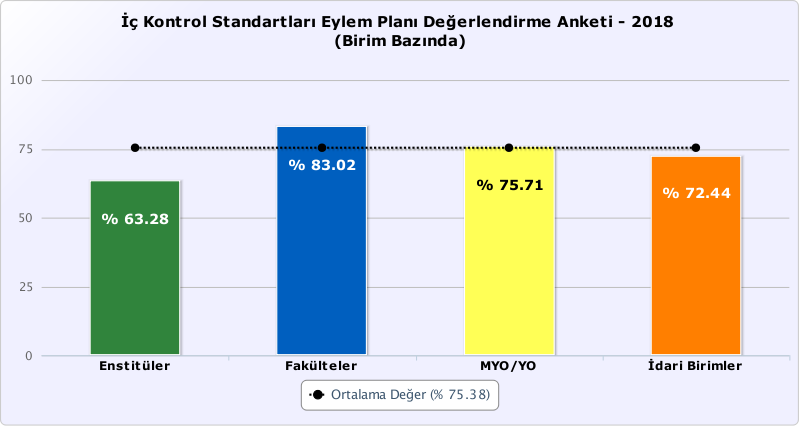 İç Kontrol Standartları Eylem Planı Değerlendirme Anketi - 2018
(Birim Bazında)
100
75
50
25
0
% 63.28
% 83.02
% 75.71
% 72.44
Enstitüler
Fakülteler
MYO/YO
İdari Birimler
Ortalama Değer (% 75.38)